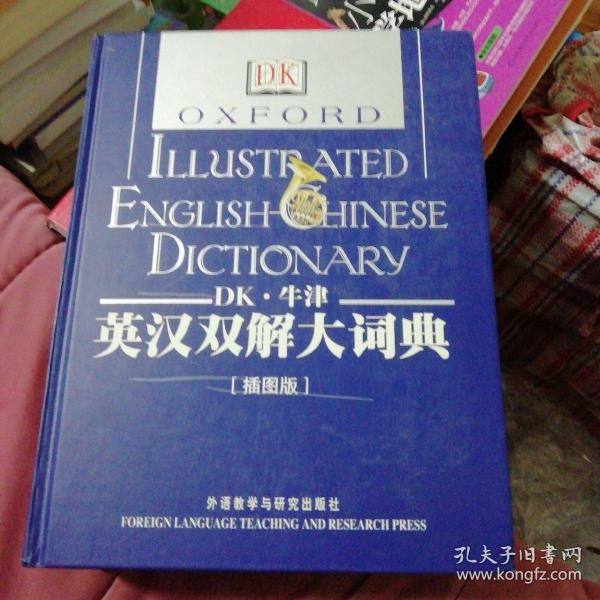 DK
OXFORD
ILLUSTRATED
ENGLISH-CHINESE
DICTIONARY
DK·牛津
英汉双解大词典
[插图版]
外语教学与研究出版社
FOREIGN LANGUAGE TEACHING AND RESEARCH PRESS
孔夫子旧书网
www.kongfz.com